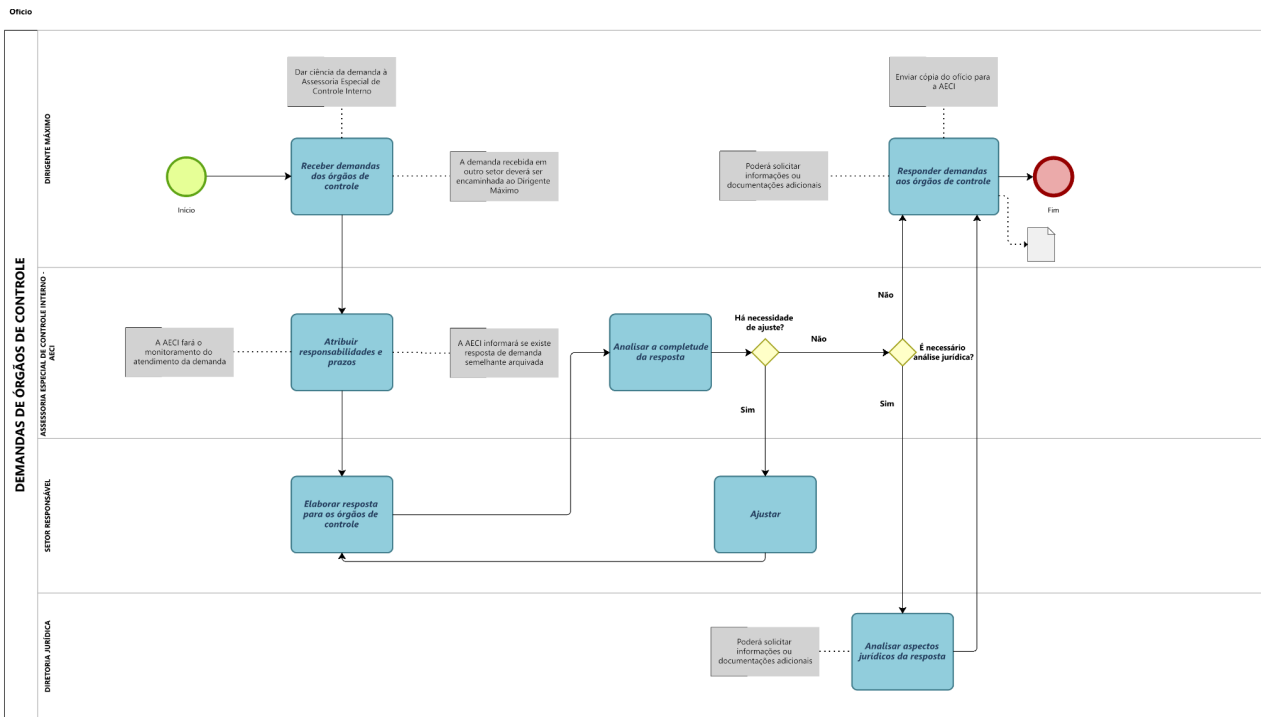 Oficio
DEMANDAS DE ÓRGÃOS DE CONTROLE
DIRIGENTE MÁXIMO
Dar ciência da demanda à
Assessoria Especial de
Controle Interno
Início
Receber demandas
dos órgãos de
controle
A demanda recebida em
outro setor deverá ser
encaminhada ao Dirigente
Máximo
Enviar cópia do ofício para
a AECI
Poderá solicitar
informações ou
documentações adicionais
Responder demandas
aos órgãos de controle
Fim
ASSESSORIA ESPECIAL DE CONTROLE INTERNO -
AECI
A AECI fará o
monitoramento do
atendimento da demanda
Atribuir
responsabilidades e
prazos
A AECI informará se existe
resposta de demanda
semelhante arquivada
Analisar a completude
da resposta
Há necessidade
de ajuste?
Não
Sim
É necessário
análise jurídica?
Não
Sim
SETOR RESPONSÁVEL
Elaborar resposta
para os órgãos de
controle
Ajustar
DIRETORIA JURÍDICA
Poderá solicitar
informações ou
documentações adicionais
Analisar aspectos
jurídicos da resposta